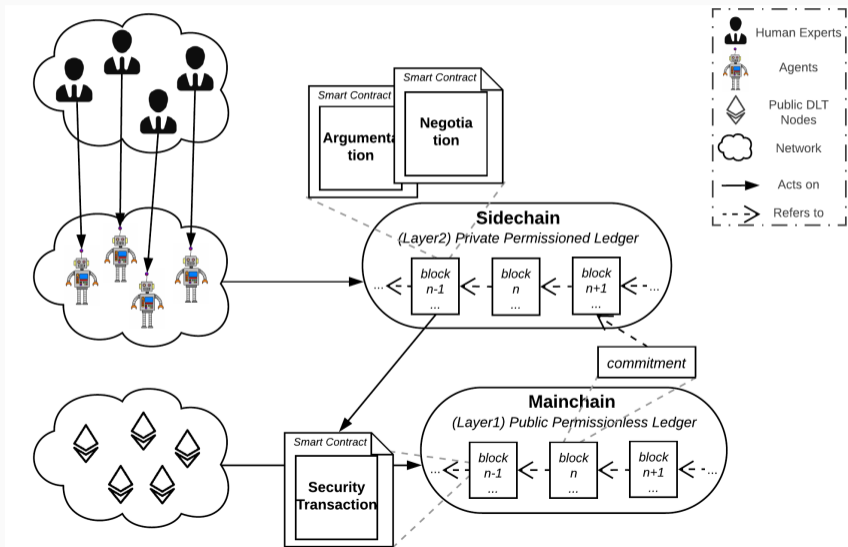 Human Experts
Agents
Public DLT
Nodes
Network
Acts on
Refers to
Smart Contract
Argumenta
tion
Smart Contract
Negotia
tion
Sidechain
(Layer2) Private Permissioned Ledger
...
block
n-1
...
block
n
...
block
n+1
...
...
commitment
Mainchain
(Layer1) Public Permissionless Ledger
...
block
n-1
...
block
n
...
block
n+1
...
...
Smart Contract
Security
Transaction